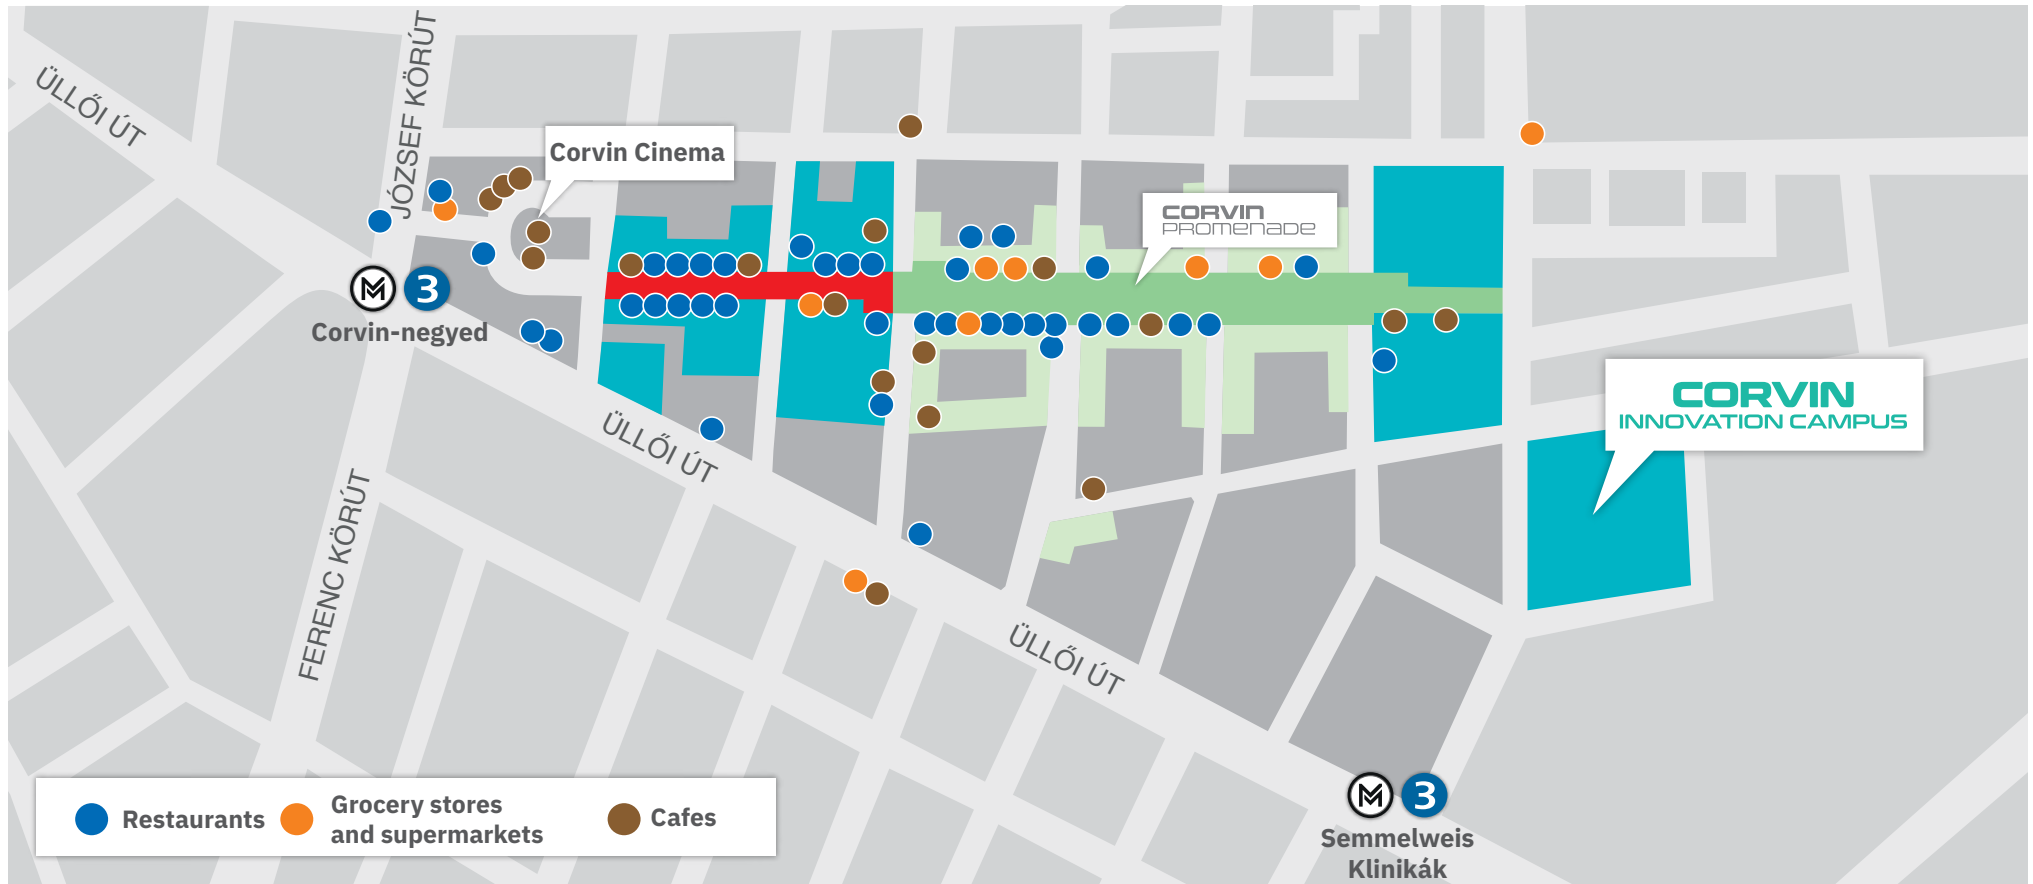 ÜLLŐI ÚT
JÓZSEF KÖRÚT
Corvin Cinema
CORVIN
PROMENADE
M 3
Corvin-negyed
CORVIN
INNOVATION CAMPUS
ÜLLŐI ÚT
FERENC KÖRÚT
ÜLLŐI ÚT
M 3
Semmelweis
Klinikák
Restaurants
Grocery stores
and supermarkets
Cafes